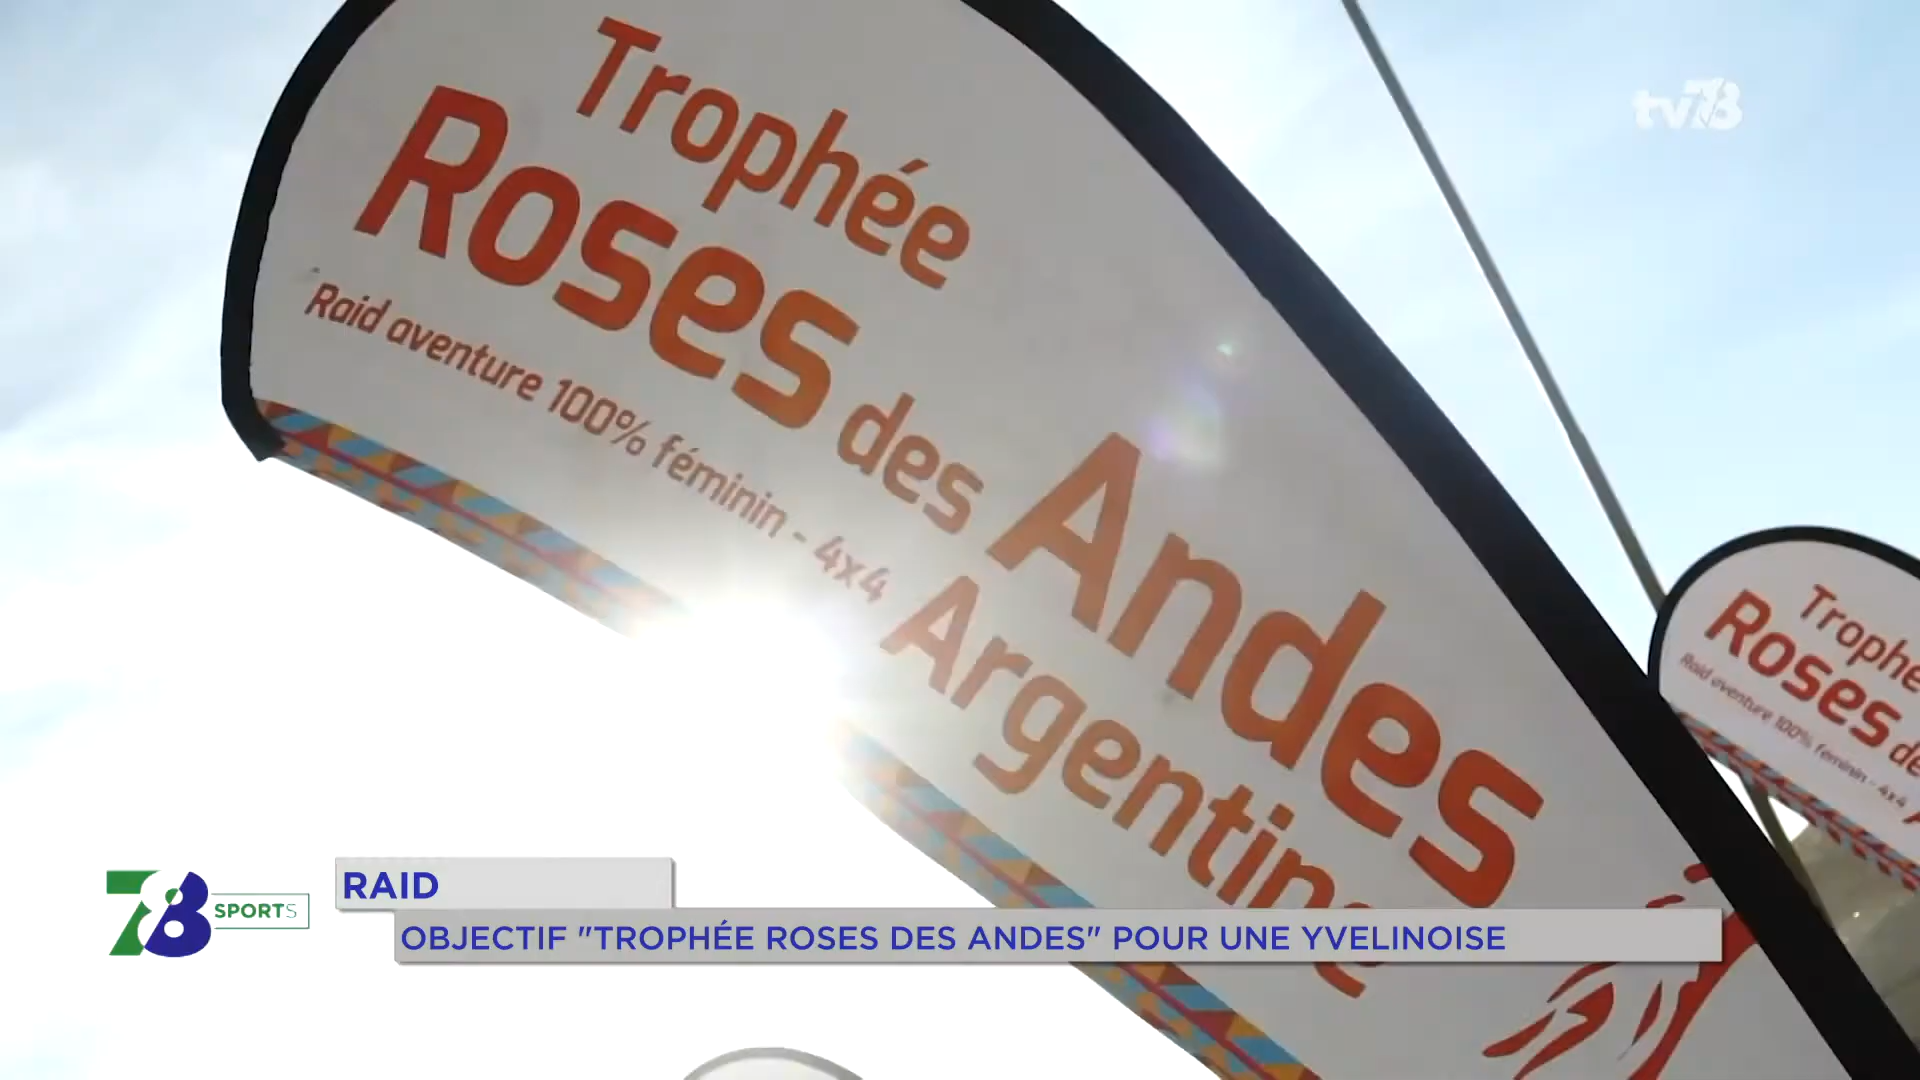 Trophée
Roses des Andes
Raid aventure 100% féminin - 4x4
Argentine
tv78
Trophé
Roses de
Raid aventure 100% féminin - 4x4
78 SPORTS
RAID
OBJECTIF "TROPHÉE ROSES DES ANDES" POUR UNE YVELINOISE